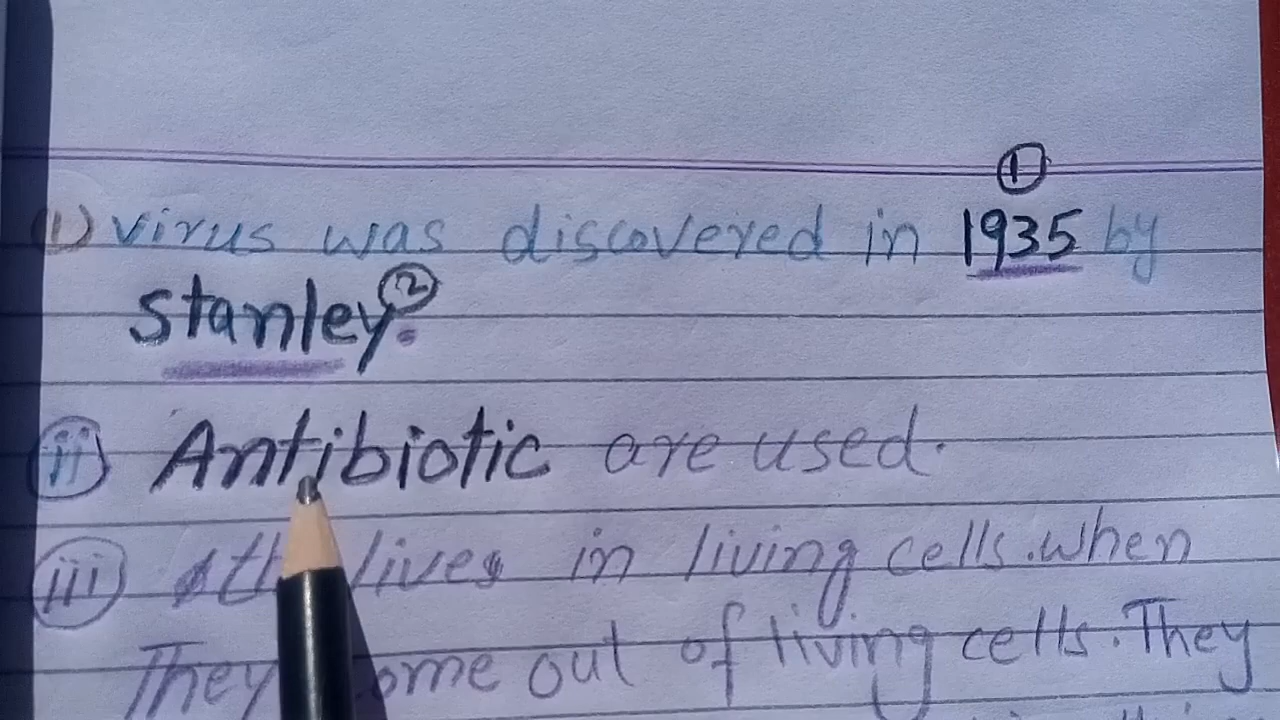 ①
(1) virus was discovered in 1935 by
stanley. ②
(ii) Antibiotic are used.
(iii) lives in living cells. when
They come out of living cells. They